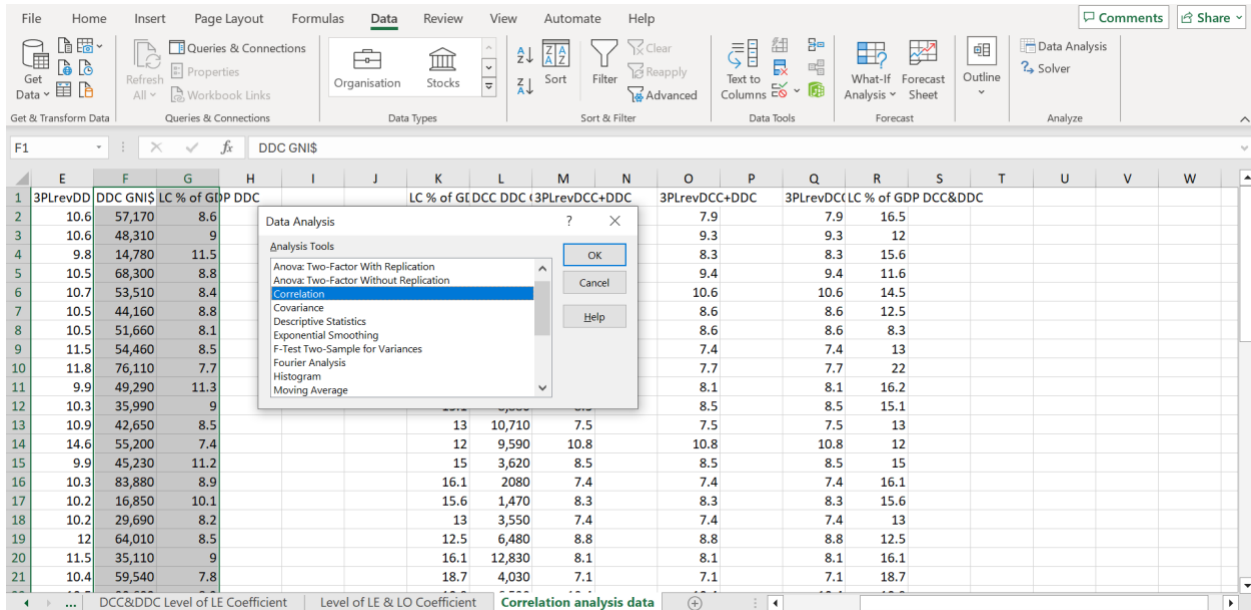 File Home Insert Page Layout Formulas Data Review View Automate Help Comments Share
Get Data
Refresh All
Queries & Connections
Properties
Workbook Links
Organisation Stocks
Sort
Filter
Clear
Reapply
Advanced
Text to Columns
What-If Analysis
Forecast Sheet
Outline
Data Analysis
Solver
Get & Transform Data Queries & Connections Data Types Sort & Filter Data Tools Forecast Analyze
F1 fx DDC GNI$
E F G H I J K L M N O P Q R S T U V W
1 3PLrevDD DDC GNI$ LC % of GDP DDC LC % of GI DCC DDC 3PLrevDCC+DDC 3PLrevDCC+DDC 3PLrevDC LC % of GDP DCC&DDC
2 10.6 57,170 8.6 7.9 7.9 16.5
3 10.6 48,310 9 9.3 9.3 12
4 9.8 14,780 11.5 8.3 8.3 15.6
5 10.5 68,300 8.8 9.4 9.4 11.6
6 10.7 53,510 8.4 10.6 10.6 14.5
7 10.5 44,160 8.8 8.6 8.6 12.5
8 10.5 51,660 8.1 8.6 8.6 8.3
9 11.5 54,460 8.5 7.4 7.4 13
10 11.8 76,110 7.7 7.7 7.7 22
11 9.9 49,290 11.3 8.1 8.1 16.2
12 10.3 35,990 9 8.5 8.5 15.1
13 10.9 42,650 8.5 13 10,710 7.5 7.5 7.5 13
14 14.6 55,200 7.4 12 9,590 10.8 10.8 10.8 12
15 9.9 45,230 11.2 15 3,620 8.5 8.5 8.5 15
16 10.3 83,880 8.9 16.1 2080 7.4 7.4 7.4 16.1
17 10.2 16,850 10.1 15.6 1,470 8.3 8.3 8.3 15.6
18 10.2 29,690 8.2 13 3,550 7.4 7.4 7.4 13
19 12 64,010 8.5 12.5 6,480 8.8 8.8 8.8 12.5
20 11.5 35,110 9 16.1 12,830 8.1 8.1 8.1 16.1
21 10.4 59,540 7.8 18.7 4,030 7.1 7.1 7.1 18.7
Data Analysis ?
Analysis Tools
Anova: Two-Factor With Replication
Anova: Two-Factor Without Replication
Correlation
Covariance
Descriptive Statistics
Exponential Smoothing
F-Test Two-Sample for Variances
Fourier Analysis
Histogram
Moving Average
OK
Cancel
Help
... DCC&DDC Level of LE Coefficient Level of LE & LO Coefficient Correlation analysis data